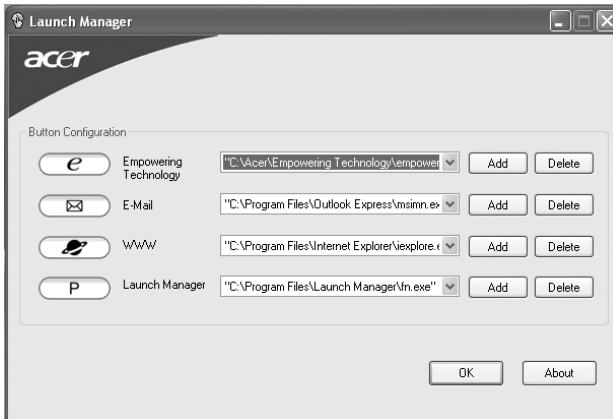 Launch Manager
acer
Button Configuration
e Empowering Technology "C:\Acer\Empowering Technology\empower Add Delete
E-Mail "C:\Program Files\Outlook Express\msimn.ex Add Delete
WWW "C:\Program Files\Internet Explorer\iexplore.e Add Delete
P Launch Manager "C:\Program Files\Launch Manager\fn.exe" Add Delete
OK About